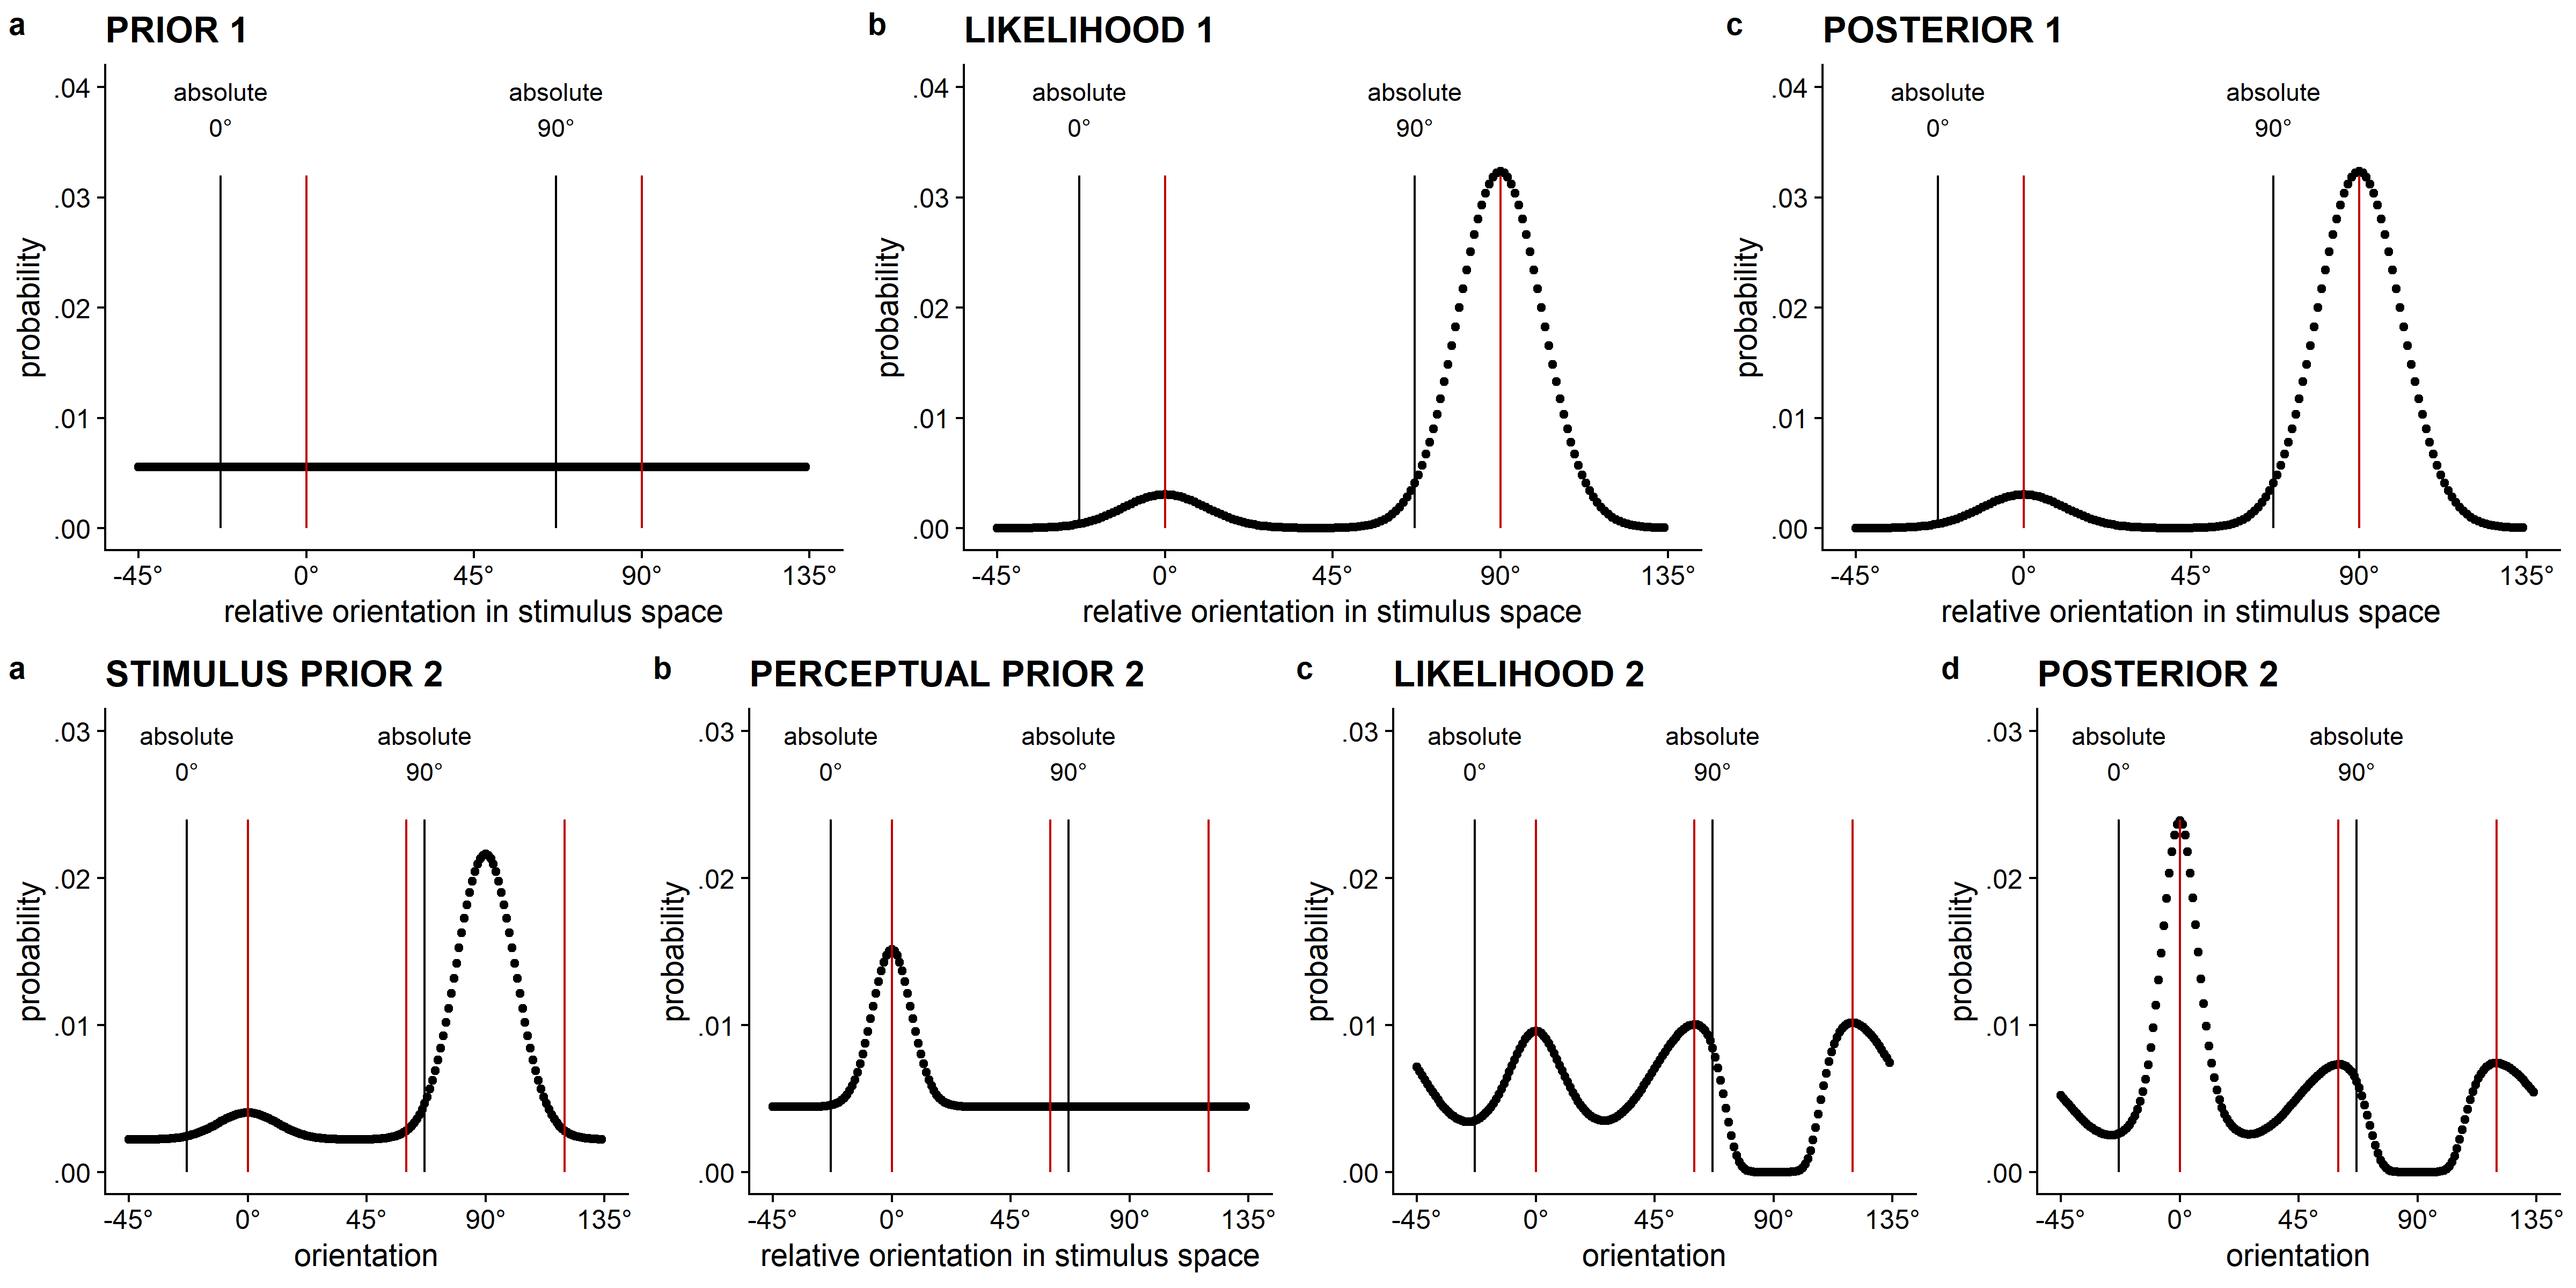 a PRIOR 1
.04
.03
.02
.01
.00
absolute 0°
absolute 90°
probability
-45° 0° 45° 90° 135°
relative orientation in stimulus space
b LIKELIHOOD 1
.04
.03
.02
.01
.00
absolute 0°
absolute 90°
probability
-45° 0° 45° 90° 135°
relative orientation in stimulus space
c POSTERIOR 1
.04
.03
.02
.01
.00
absolute 0°
absolute 90°
probability
-45° 0° 45° 90° 135°
relative orientation in stimulus space
a STIMULUS PRIOR 2
.03
.02
.01
.00
absolute 0°
absolute 90°
probability
-45° 0° 45° 90° 135°
orientation
b PERCEPTUAL PRIOR 2
.03
.02
.01
.00
absolute 0°
absolute 90°
probability
-45° 0° 45° 90° 135°
relative orientation in stimulus space
c LIKELIHOOD 2
.03
.02
.01
.00
absolute 0°
absolute 90°
probability
-45° 0° 45° 90° 135°
orientation
d POSTERIOR 2
.03
.02
.01
.00
absolute 0°
absolute 90°
probability
-45° 0° 45° 90° 135°
orientation